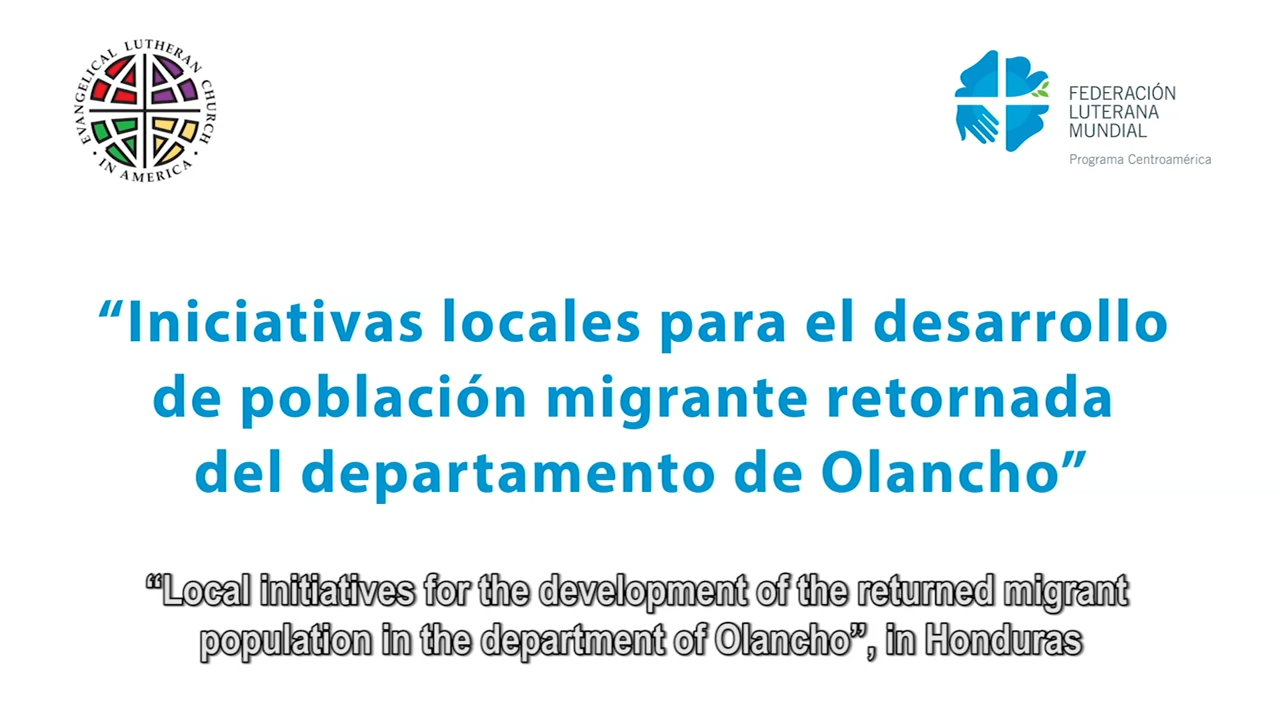 EVANGELICAL LUTHERAN CHURCH
· IN AMERICA ·
FEDERACIÓN
LUTERANA
MUNDIAL
Programa Centroamérica
“Iniciativas locales para el desarrollo
de población migrante retornada
del departamento de Olancho”
“Local initiatives for the development of the returned migrant
population in the department of Olancho”, in Honduras